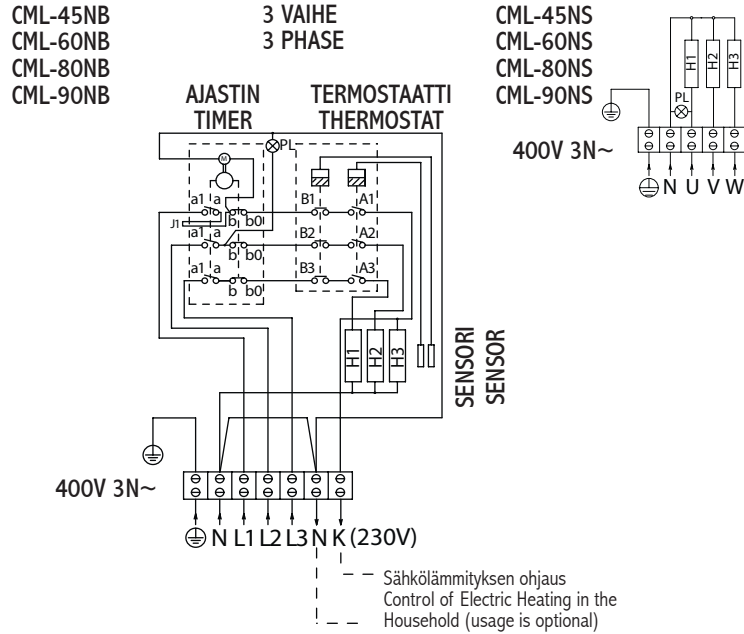 CML-45NB
CML-60NB
CML-80NB
CML-90NB
3 VAIHE
3 PHASE
CML-45NS
CML-60NS
CML-80NS
CML-90NS
H1
H2
H3
PL
400V 3N~
N U V W
AJASTIN
TIMER
TERMOSTAATTI
THERMOSTAT
PL
M
a1 a
b b0
B1
A1
J1
a1 a
b b0
B2
A2
a1 a
b b0
B3
A3
H1
H2
H3
SENSORI
SENSOR
400V 3N~
N L1 L2 L3 N K (230V)
Sähkölämmityksen ohjaus
Control of Electric Heating in the
Household (usage is optional)